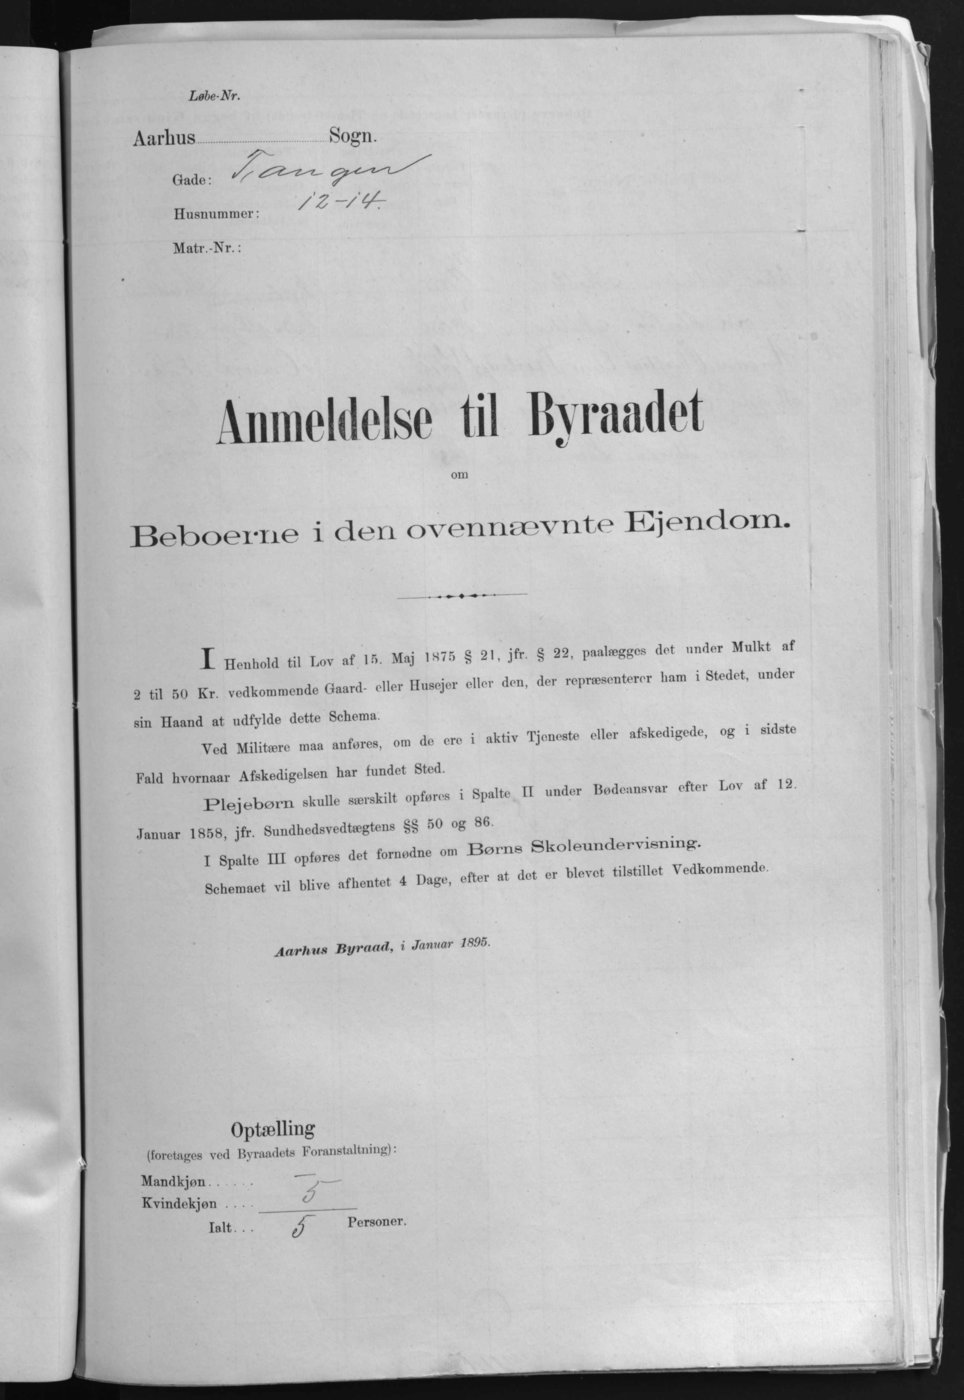 Løbe-Nr.
Aarhus Sogn.
Gade: Tangen
Husnummer: 12-14.
Matr.-Nr.:
Anmeldelse til Byraadet
om
Beboerne i den ovennævnte Ejendom.
I Henhold til Lov af 15. Maj 1875 § 21, jfr. § 22, paalægges det under Mulkt af
2 til 50 Kr. vedkommende Gaard- eller Husejer eller den, der repræsenterer ham i Stedet, under
sin Haand at udfylde dette Schema.
Ved Militære maa anføres, om de ere i aktiv Tjeneste eller afskedigede, og i sidste
Fald hvornaar Afskedigelsen har fundet Sted.
Plejebørn skulle særskilt opføres i Spalte II under Bødeansvar efter Lov af 12.
Januar 1858, jfr. Sundhedsvedtægtens §§ 50 og 86.
I Spalte III opføres det fornødne om Børns Skoleundervisning.
Schemaet vil blive afhentet 4 Dage, efter at det er blevet tilstillet Vedkommende.
Aarhus Byraad, i Januar 1895.
Optælling
(foretages ved Byraadets Foranstaltning):
Mandkjøn...... —
Kvindekjøn .... 5
Ialt... 5 Personer.